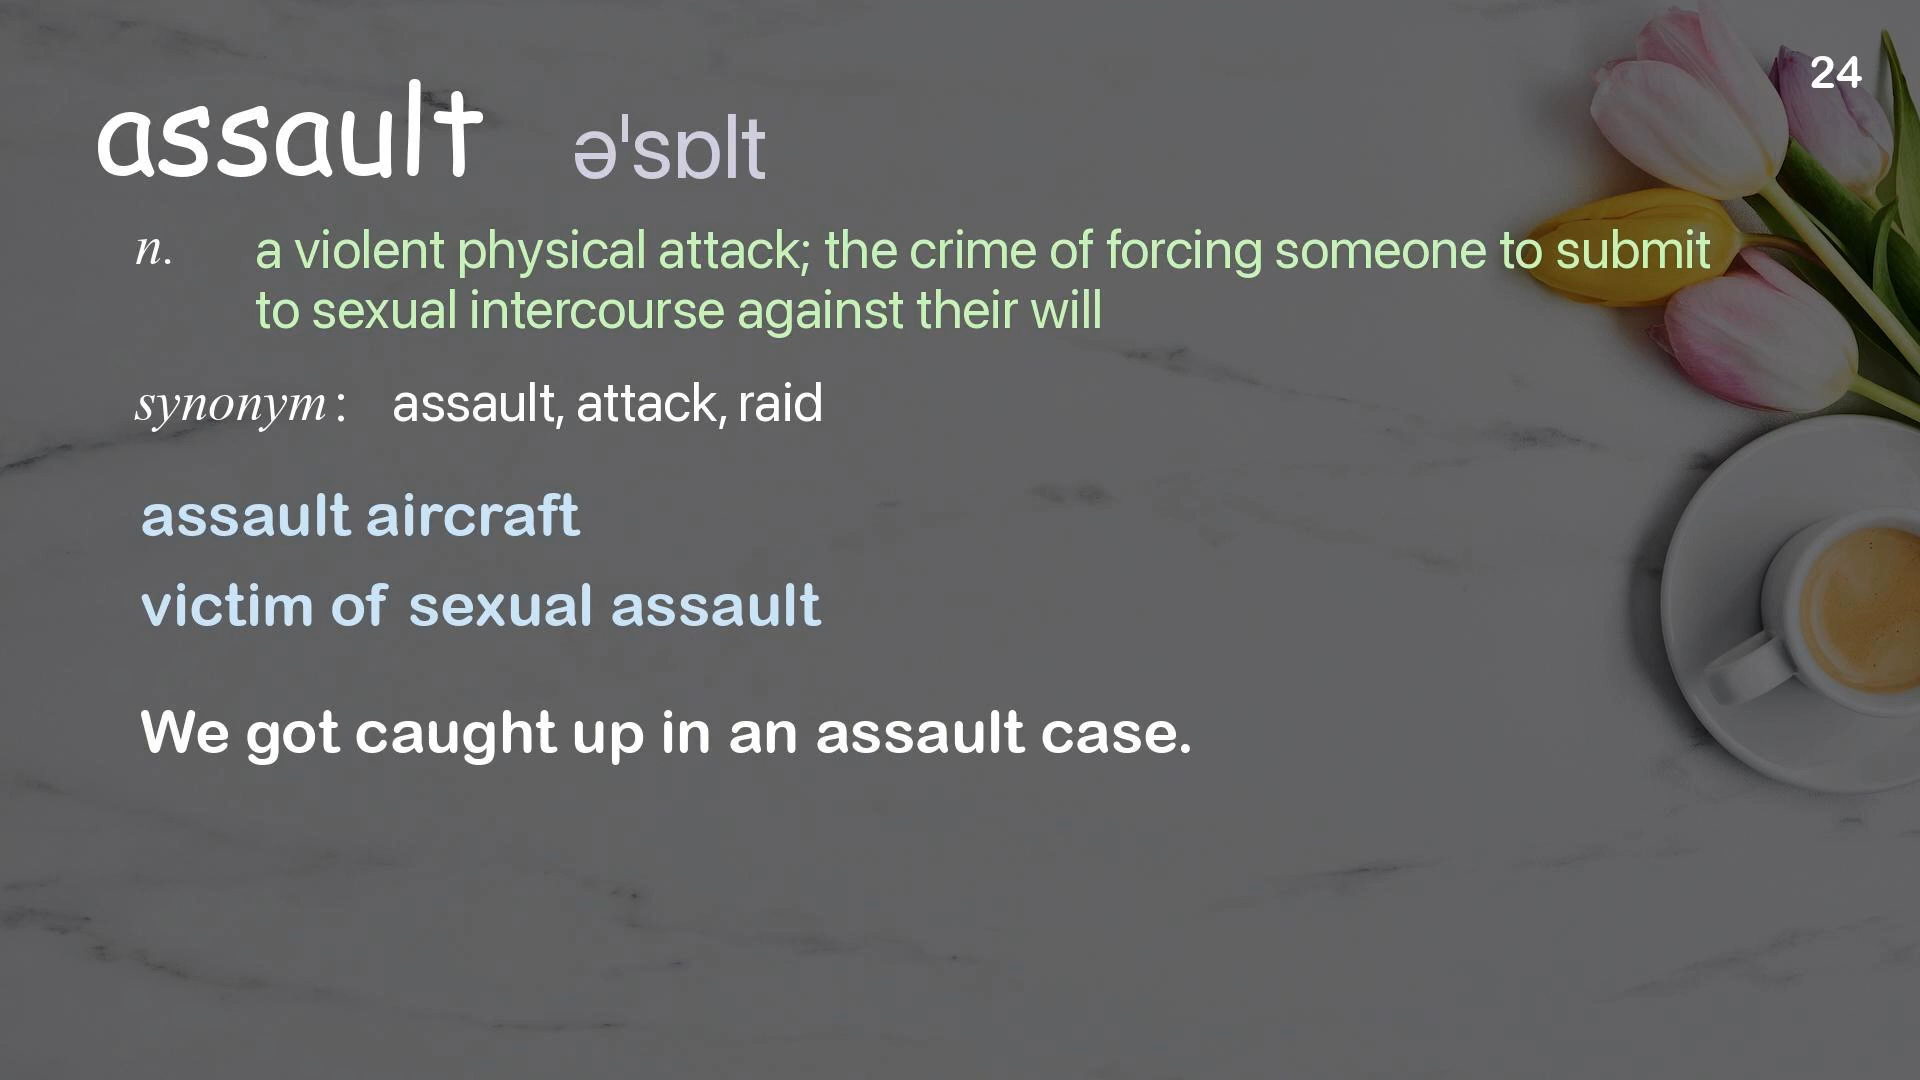 24
assault əˈsɒlt
n. a violent physical attack; the crime of forcing someone to submit
to sexual intercourse against their will
synonym: assault, attack, raid
assault aircraft
victim of sexual assault
We got caught up in an assault case.